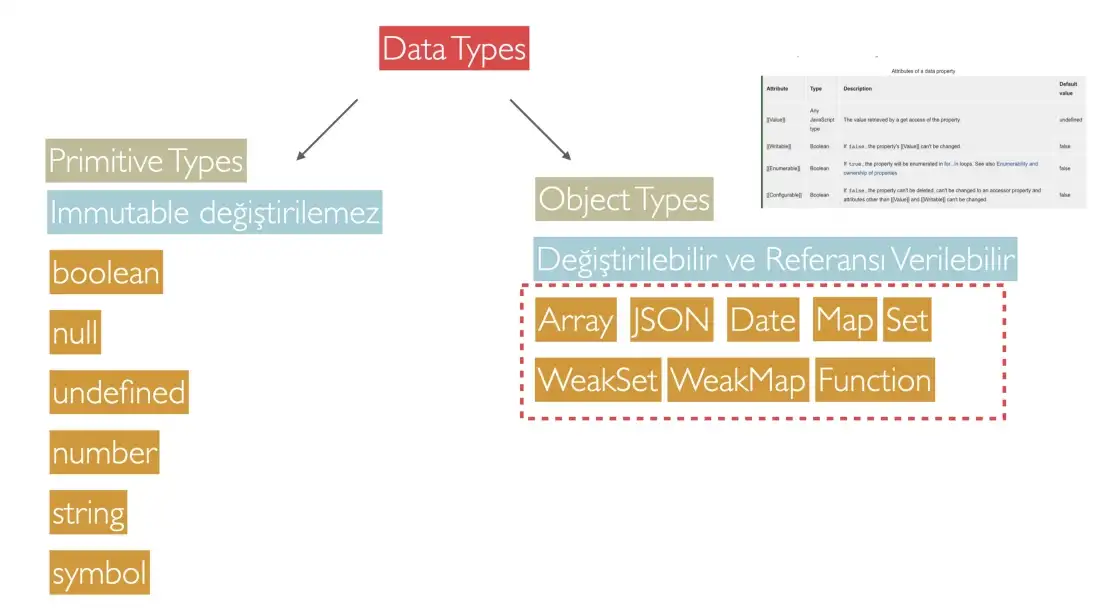 Data Types
Primitive Types
Immutable değiştirilemez
boolean
null
undefined
number
string
symbol
Object Types
Değiştirilebilir ve Referansı Verilebilir
Array JSON Date Map Set
WeakSet WeakMap Function
Attributes of a data property
Attribute Type Description Default value
[[Value]] Any JavaScript type The value retrieved by a get access of the property. undefined
[[Writable]] Boolean If false, the property's [[Value]] can't be changed. false
[[Enumerable]] Boolean If true, the property will be enumerated in for...in loops. See also Enumerability and ownership of properties false
[[Configurable]] Boolean If false, the property can't be deleted, can't be changed to an accessor property and attributes other than [[Value]] and [[Writable]] can't be changed. false